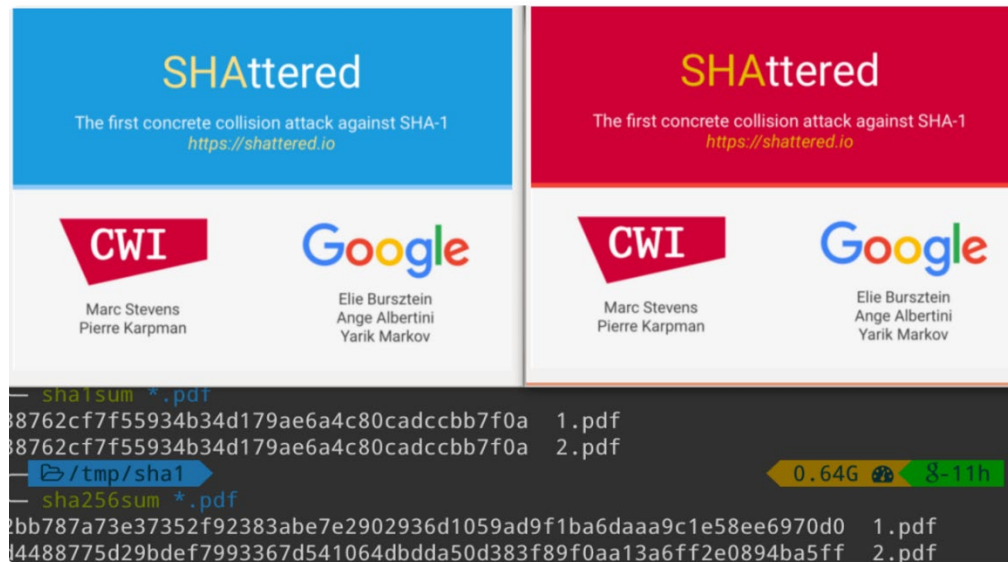 SHAttered
The first concrete collision attack against SHA-1
https://shattered.io
CWI
Marc Stevens
Pierre Karpman
Google
Elie Bursztein
Ange Albertini
Yarik Markov
SHAttered
The first concrete collision attack against SHA-1
https://shattered.io
CWI
Marc Stevens
Pierre Karpman
Google
Elie Bursztein
Ange Albertini
Yarik Markov
sha1sum *.pdf
38762cf7f55934b34d179ae6a4c80cadccbb7f0a 1.pdf
38762cf7f55934b34d179ae6a4c80cadccbb7f0a 2.pdf
/tmp/sha1 0.64G 8-11h
sha256sum *.pdf
2bb787a73e37352f92383abe7e2902936d1059ad9f1ba6daaa9c1e58ee6970d0 1.pdf
d4488775d29bdef7993367d541064dbdda50d383f89f0aa13a6ff2e0894ba5ff 2.pdf